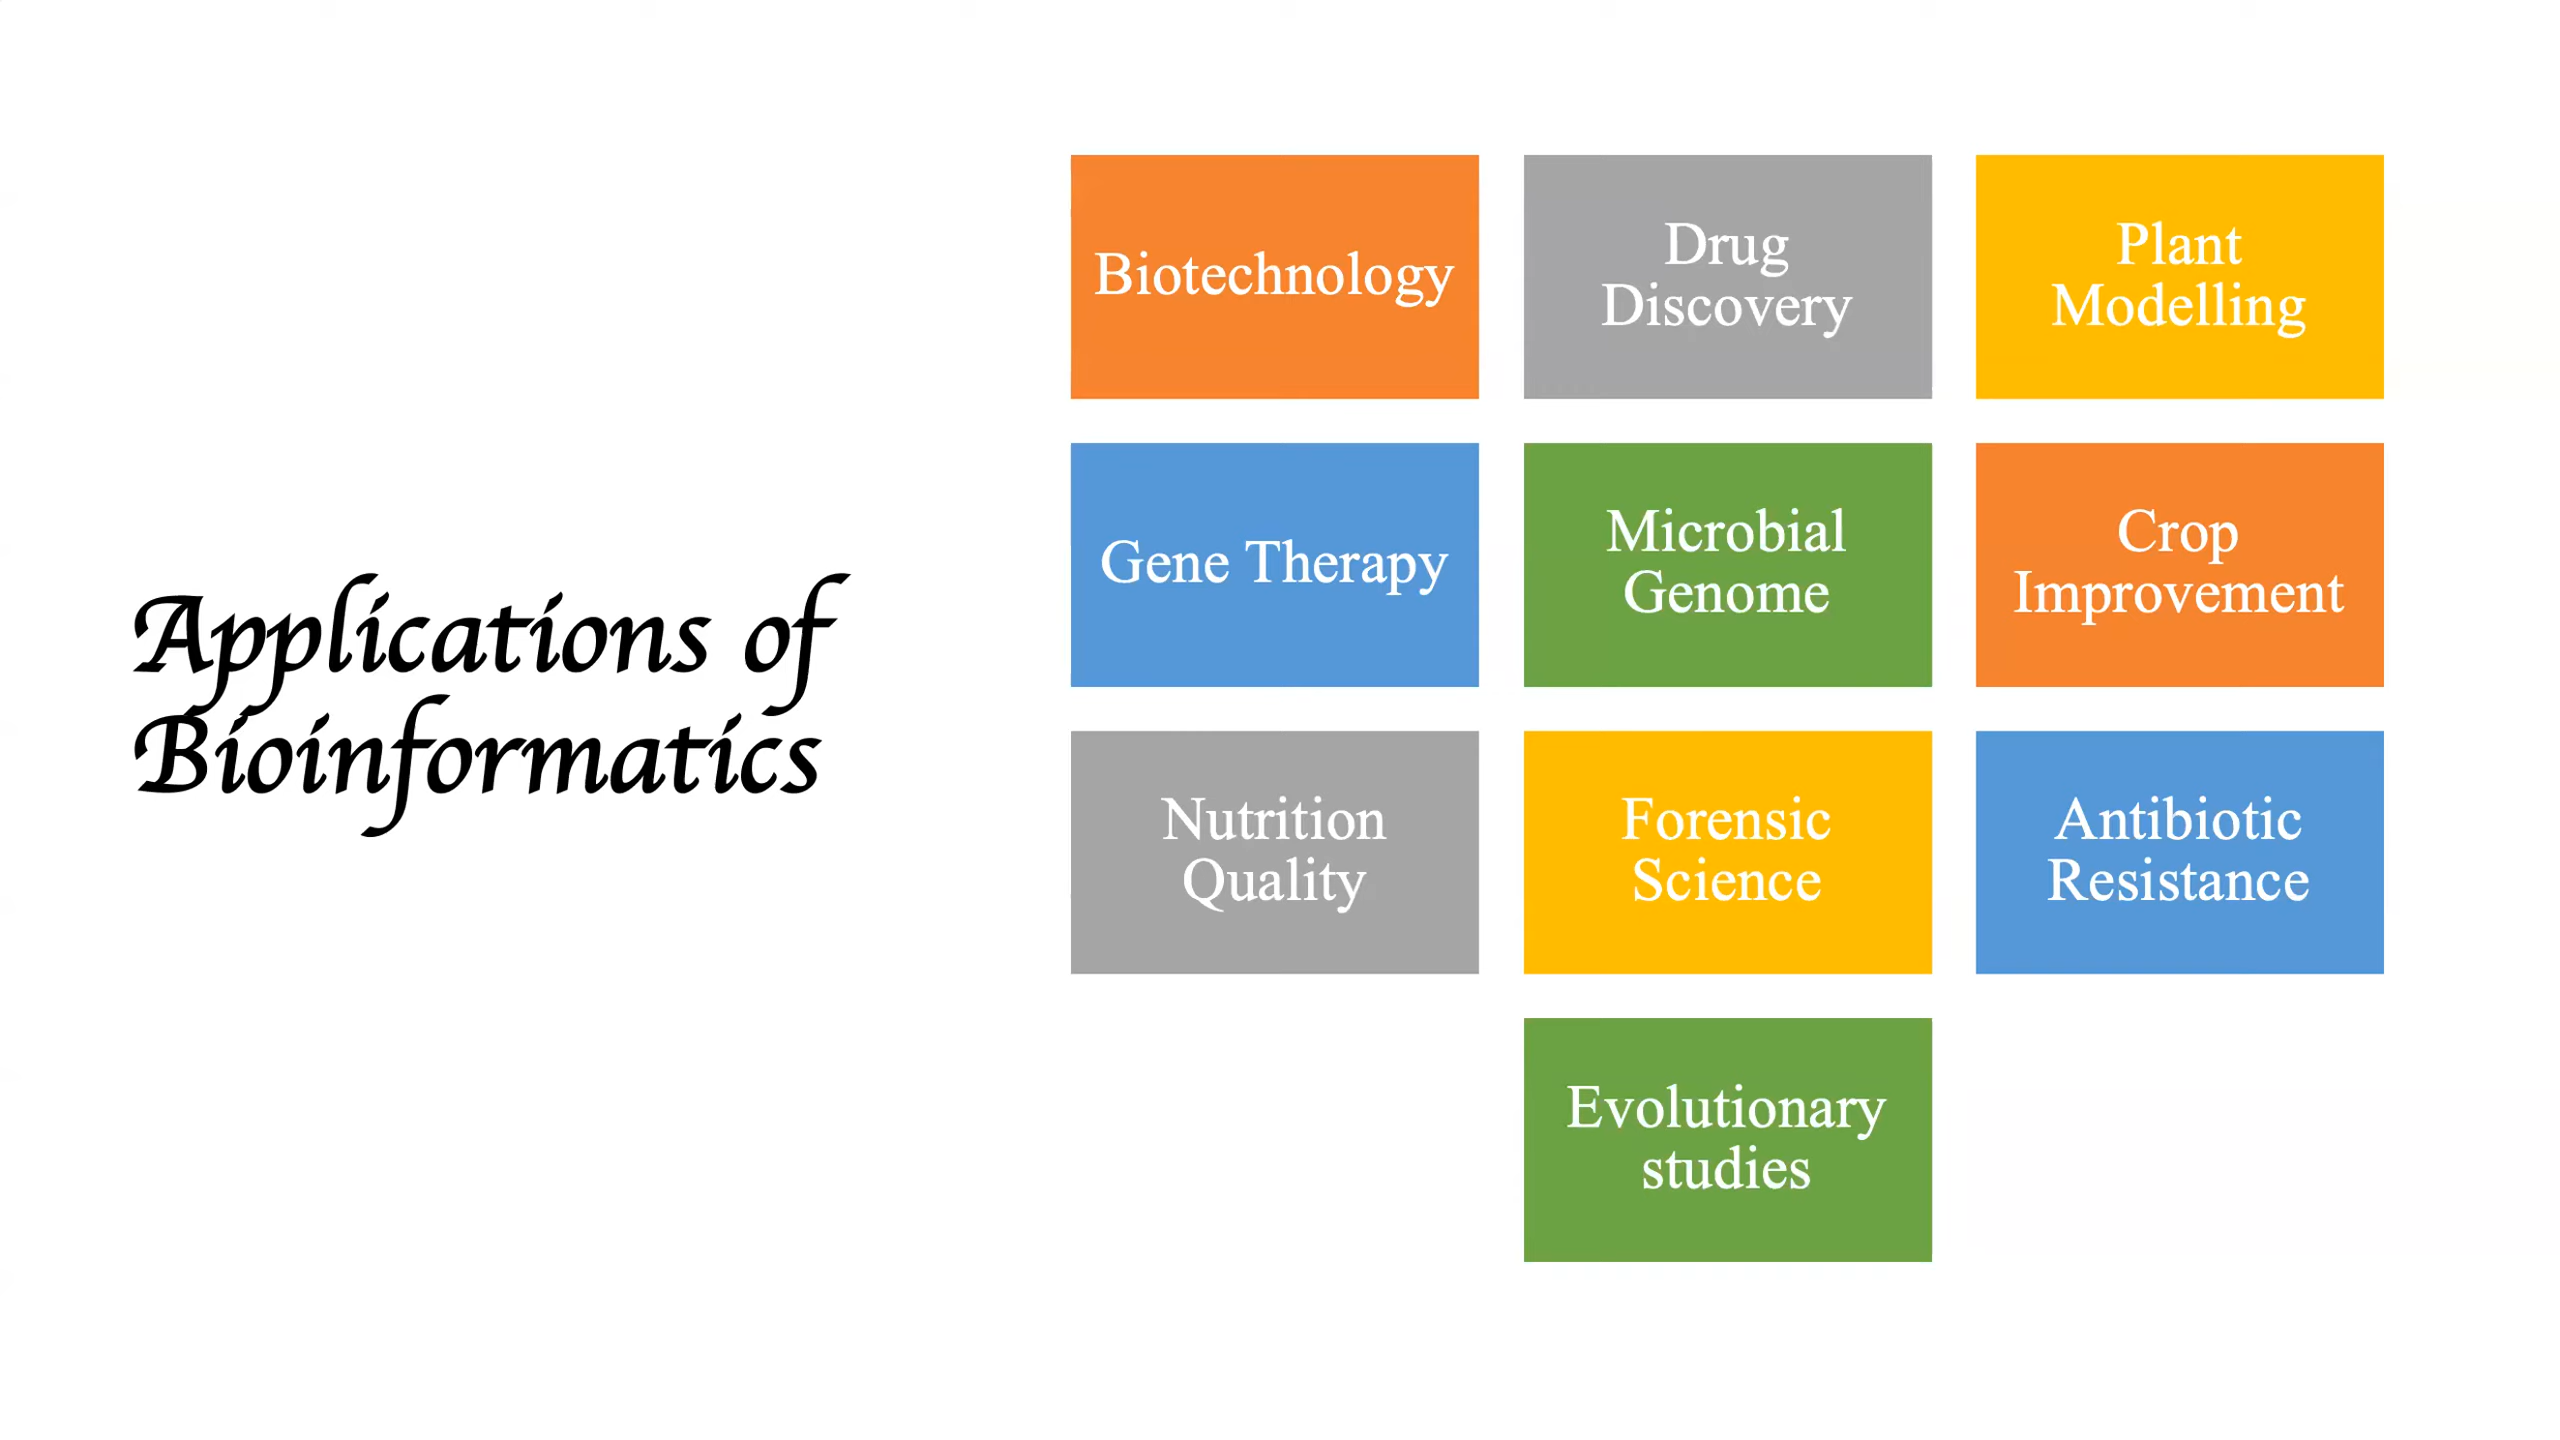 Applications of
Bioinformatics
Biotechnology
Drug
Discovery
Plant
Modelling
Gene Therapy
Microbial
Genome
Crop
Improvement
Nutrition
Quality
Forensic
Science
Antibiotic
Resistance
Evolutionary
studies